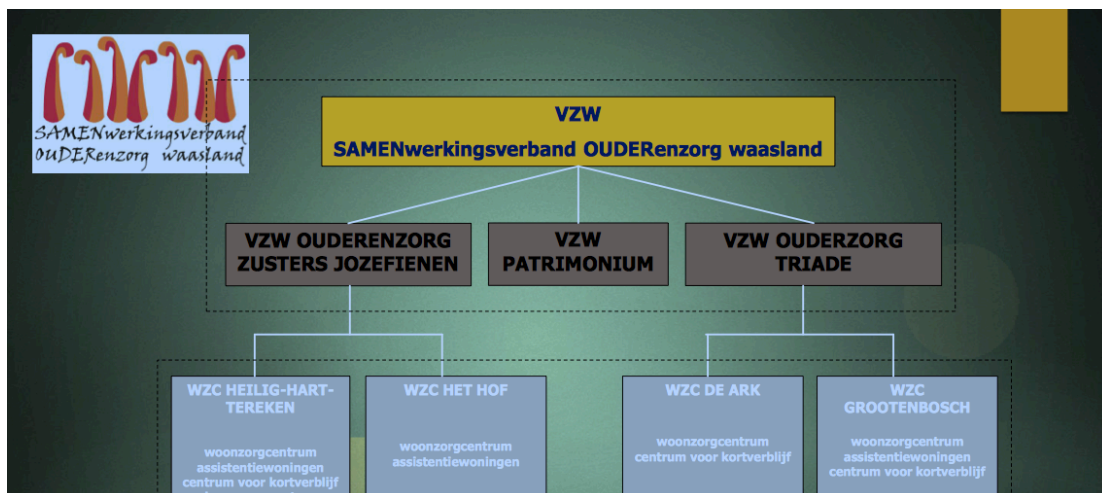 SAMENwerkingsverband
OUDERenzorg waasland
VZW
SAMENwerkingsverband OUDERenzorg waasland
VZW OUDERENZORG
ZUSTERS JOZEFIENEN
VZW
PATRIMONIUM
VZW OUDERZORG
TRIADE
WZC HEILIG-HART-
TEREKEN
woonzorgcentrum
assistentiewoningen
centrum voor kortverblijf
WZC HET HOF
woonzorgcentrum
assistentiewoningen
WZC DE ARK
woonzorgcentrum
centrum voor kortverblijf
WZC
GROOTENBOSCH
woonzorgcentrum
assistentiewoningen
centrum voor kortverblijf